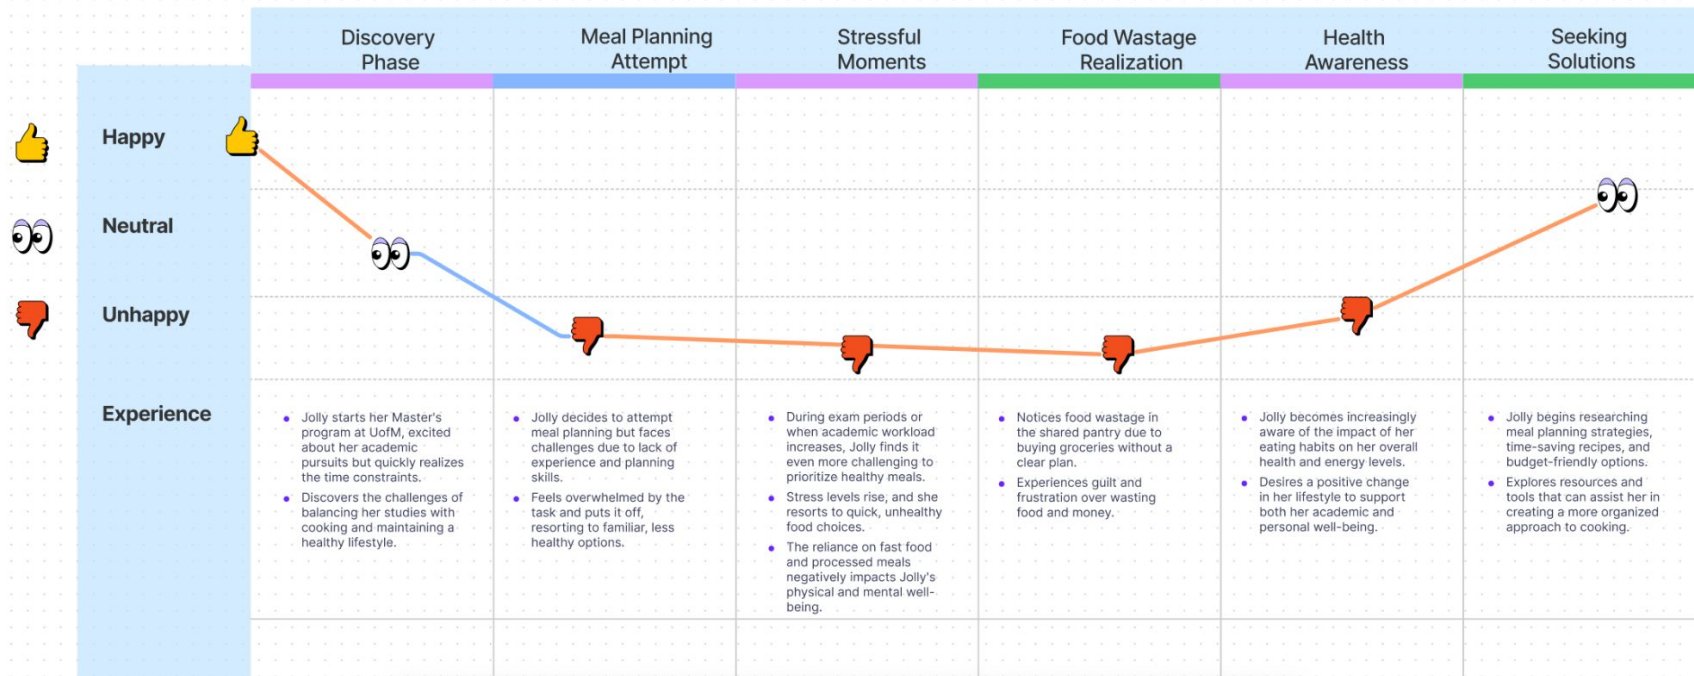 Discovery
Phase
Meal Planning
Attempt
Stressful
Moments
Food Wastage
Realization
Health
Awareness
Seeking
Solutions
Happy
Neutral
Unhappy
Experience
• Jolly starts her Master's
program at UofM, excited
about her academic
pursuits but quickly realizes
the time constraints.
• Discovers the challenges of
balancing her studies with
cooking and maintaining a
healthy lifestyle.
• Jolly decides to attempt
meal planning but faces
challenges due to lack of
experience and planning
skills.
• Feels overwhelmed by the
task and puts it off,
resorting to familiar, less
healthy options.
• During exam periods or
when academic workload
increases, Jolly finds it
even more challenging to
prioritize healthy meals.
• Stress levels rise, and she
resorts to quick, unhealthy
food choices.
• The reliance on fast food
and processed meals
negatively impacts Jolly's
physical and mental well-
being.
• Notices food wastage in
the shared pantry due to
buying groceries without a
clear plan.
• Experiences guilt and
frustration over wasting
food and money.
• Jolly becomes increasingly
aware of the impact of her
eating habits on her overall
health and energy levels.
• Desires a positive change
in her lifestyle to support
both her academic and
personal well-being.
• Jolly begins researching
meal planning strategies,
time-saving recipes, and
budget-friendly options.
• Explores resources and
tools that can assist her in
creating a more organized
approach to cooking.